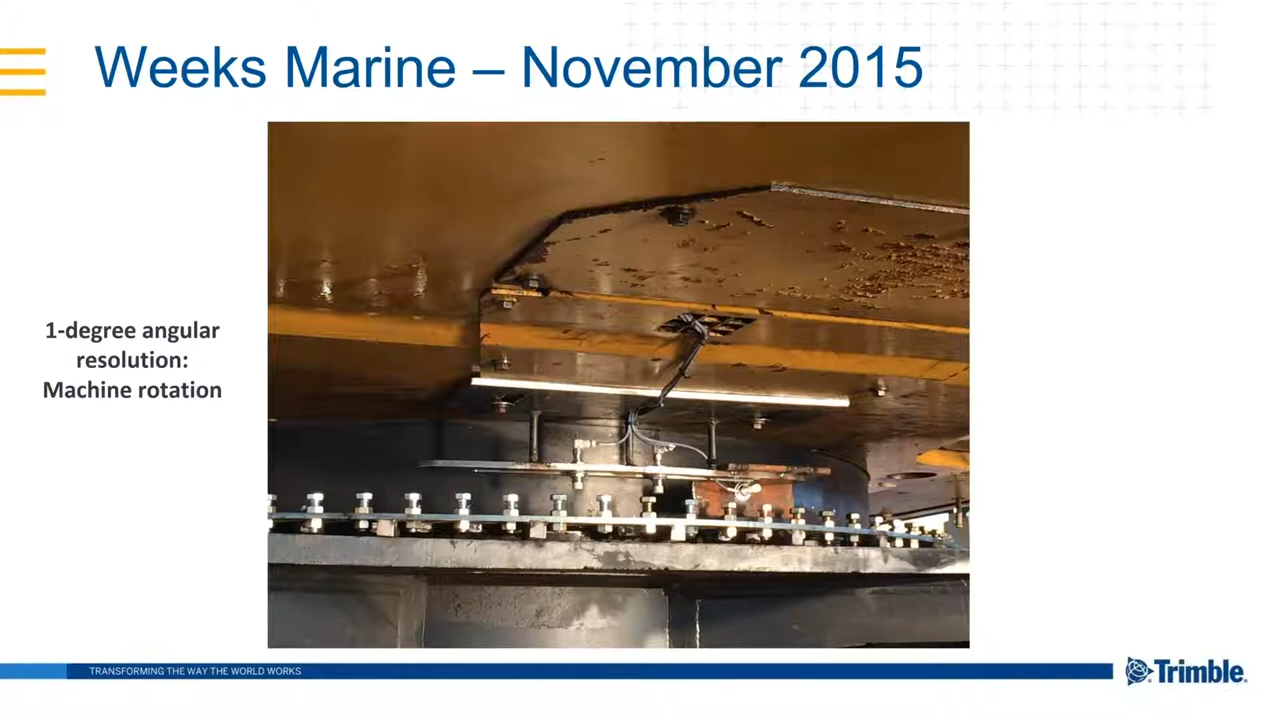 Weeks Marine – November 2015
1-degree angular
resolution:
Machine rotation
TRANSFORMING THE WAY THE WORLD WORKS
Trimble.